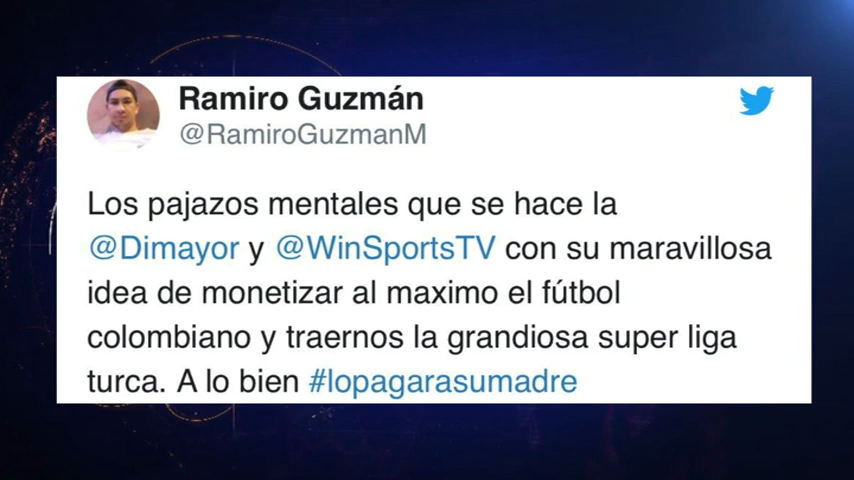 Ramiro Guzmán
@RamiroGuzmanM
Los pajazos mentales que se hace la
@Dimayor y @WinSportsTV con su maravillosa
idea de monetizar al maximo el fútbol
colombiano y traernos la grandiosa super liga
turca. A lo bien #lopagarasumadre